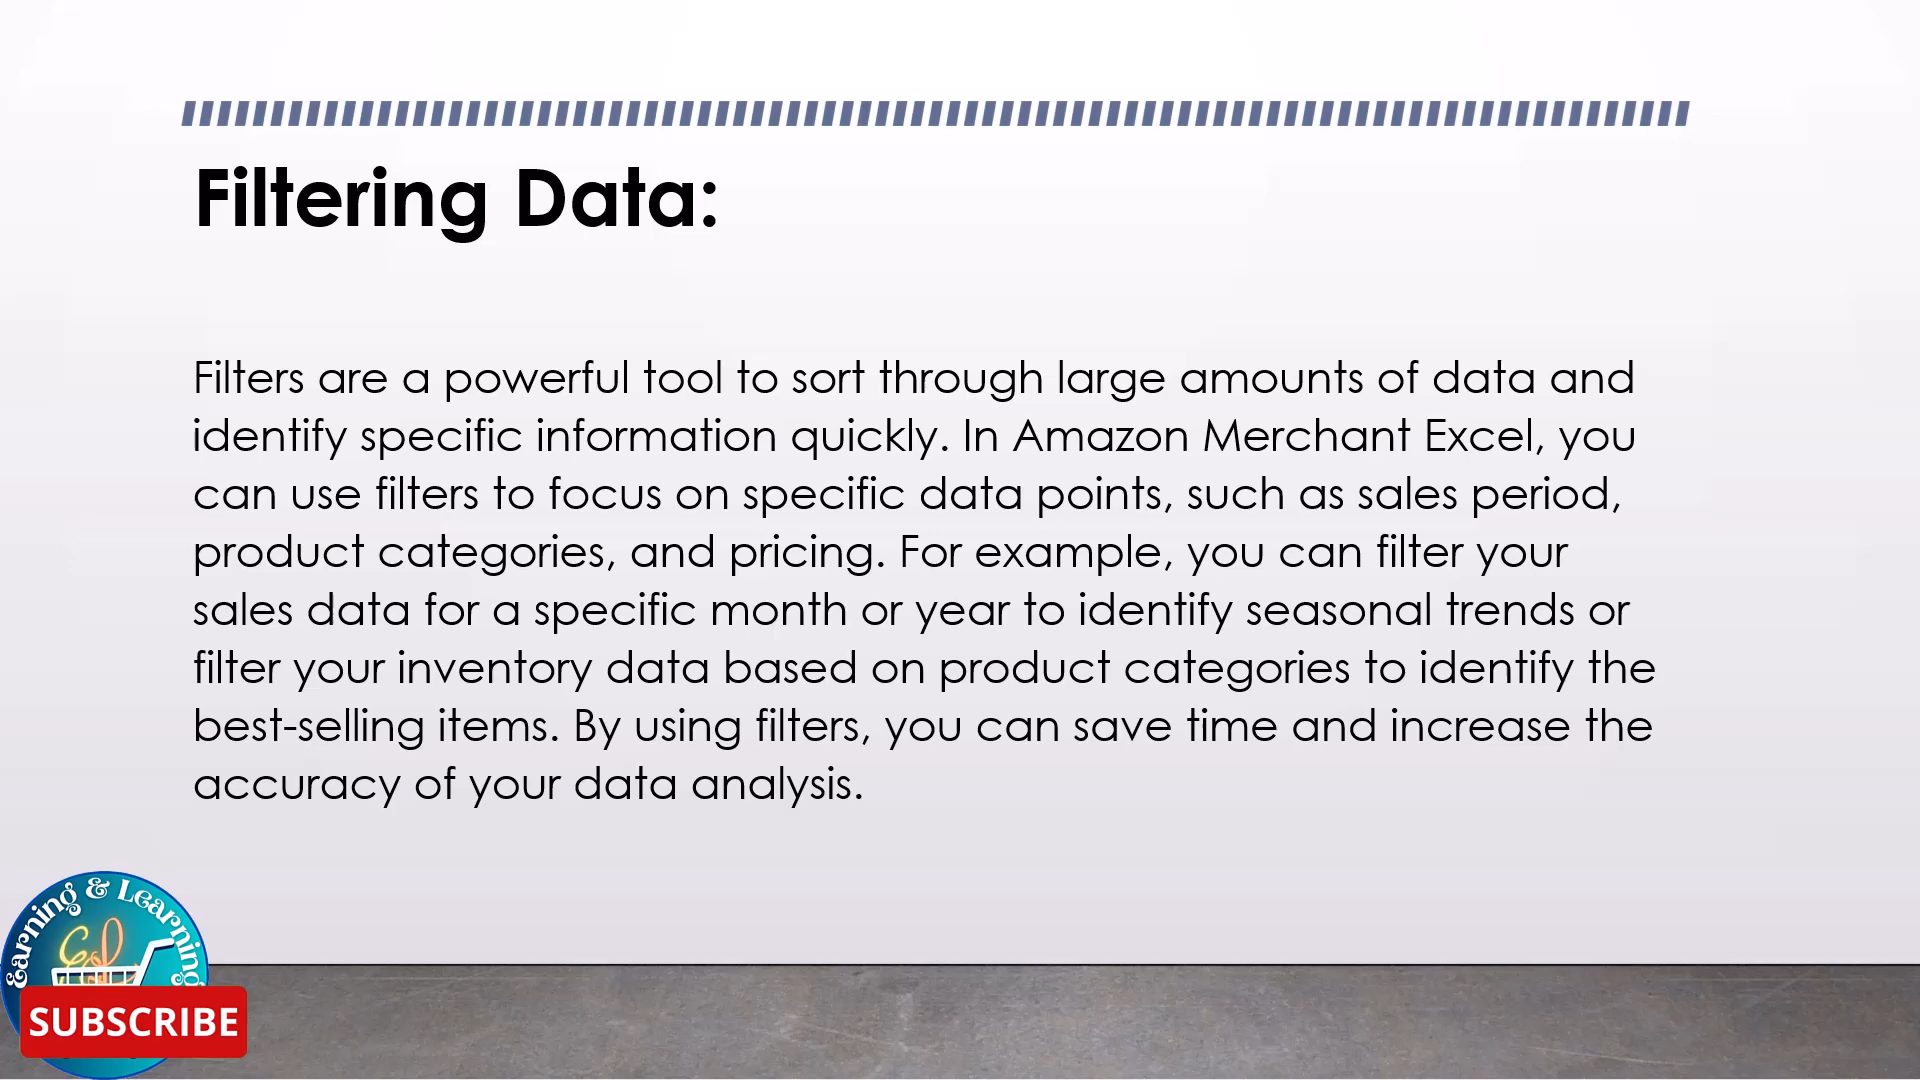 Filtering Data:
Filters are a powerful tool to sort through large amounts of data and
identify specific information quickly. In Amazon Merchant Excel, you
can use filters to focus on specific data points, such as sales period,
product categories, and pricing. For example, you can filter your
sales data for a specific month or year to identify seasonal trends or
filter your inventory data based on product categories to identify the
best-selling items. By using filters, you can save time and increase the
accuracy of your data analysis.
Earning & Learning
SUBSCRIBE